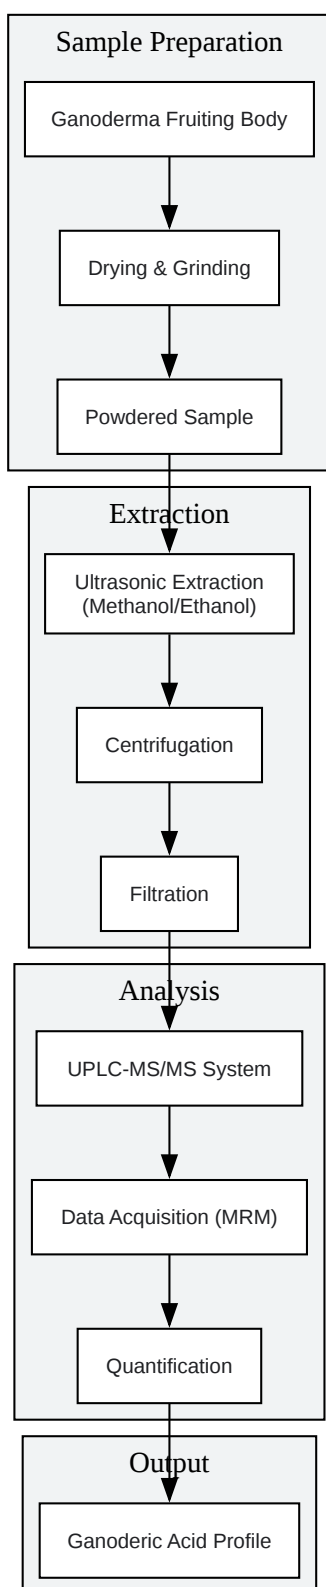 Sample Preparation
Ganoderma Fruiting Body
Drying & Grinding
Powdered Sample
Extraction
Ultrasonic Extraction
(Methanol/Ethanol)
Centrifugation
Filtration
Analysis
UPLC-MS/MS System
Data Acquisition (MRM)
Quantification
Output
Ganoderic Acid Profile